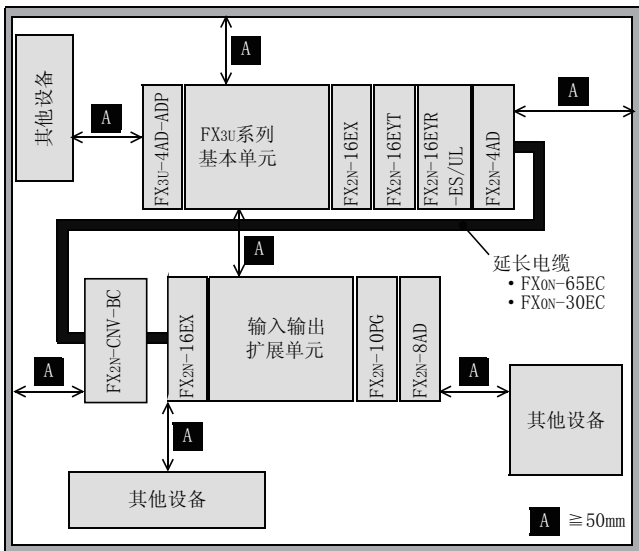 A
其他设备
A
FX3U-4AD-ADP
FX3U系列
基本单元
FX2N-16EX
FX2N-16EYT
FX2N-16EYR
-ES/UL
FX2N-4AD
A
A
延长电缆
• FX0N-65EC
• FX0N-30EC
FX2N-CNV-BC
FX2N-16EX
输入输出
扩展单元
FX2N-10PG
FX2N-8AD
A
A
A
其他设备
其他设备
A ≧50mm